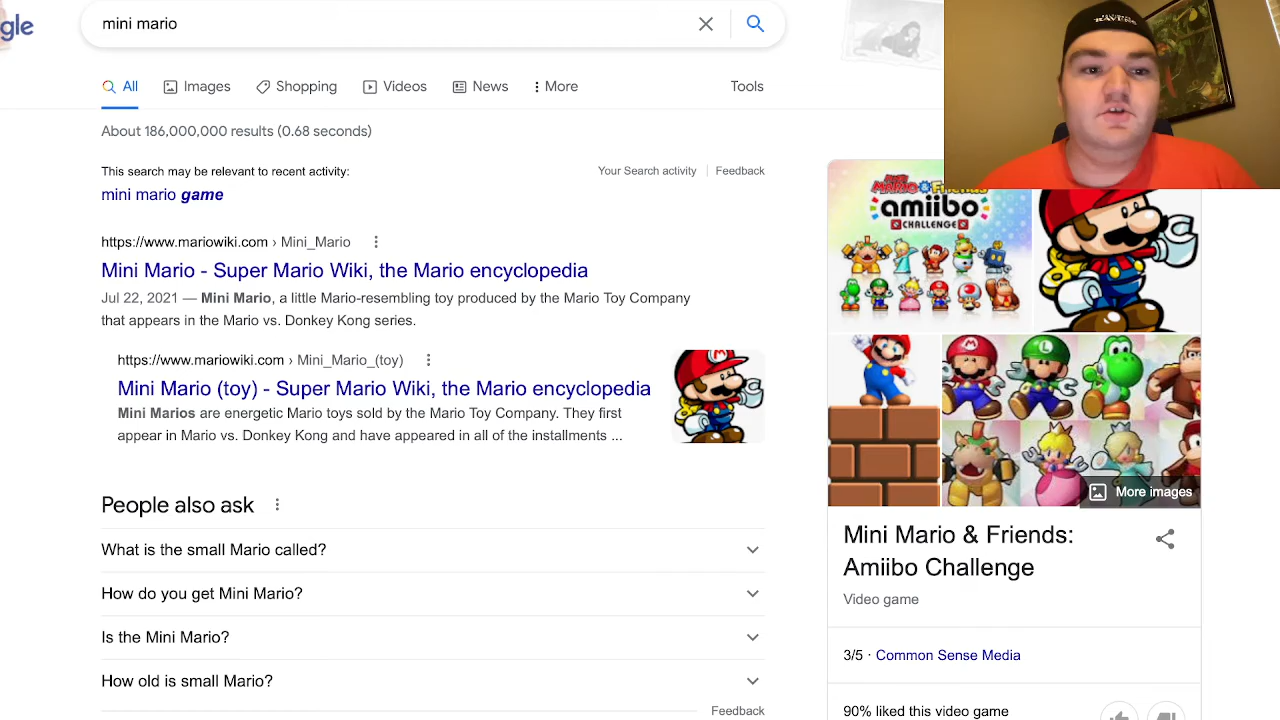 gle
mini mario
All
Images
Shopping
Videos
News
More
Tools
About 186,000,000 results (0.68 seconds)
This search may be relevant to recent activity:
Your Search activity
Feedback
mini mario game
https://www.mariowiki.com › Mini_Mario
Mini Mario - Super Mario Wiki, the Mario encyclopedia
Jul 22, 2021 — Mini Mario, a little Mario-resembling toy produced by the Mario Toy Company
that appears in the Mario vs. Donkey Kong series.
https://www.mariowiki.com › Mini_Mario_(toy)
Mini Mario (toy) - Super Mario Wiki, the Mario encyclopedia
Mini Marios are energetic Mario toys sold by the Mario Toy Company. They first
appear in Mario vs. Donkey Kong and have appeared in all of the installments ...
People also ask
What is the small Mario called?
How do you get Mini Mario?
Is the Mini Mario?
How old is small Mario?
Feedback
RAVENS
Mini
Mario & Friends
amiibo
CHALLENGE
M
M
L
More images
Mini Mario & Friends:
Amiibo Challenge
Video game
3/5 · Common Sense Media
90% liked this video game